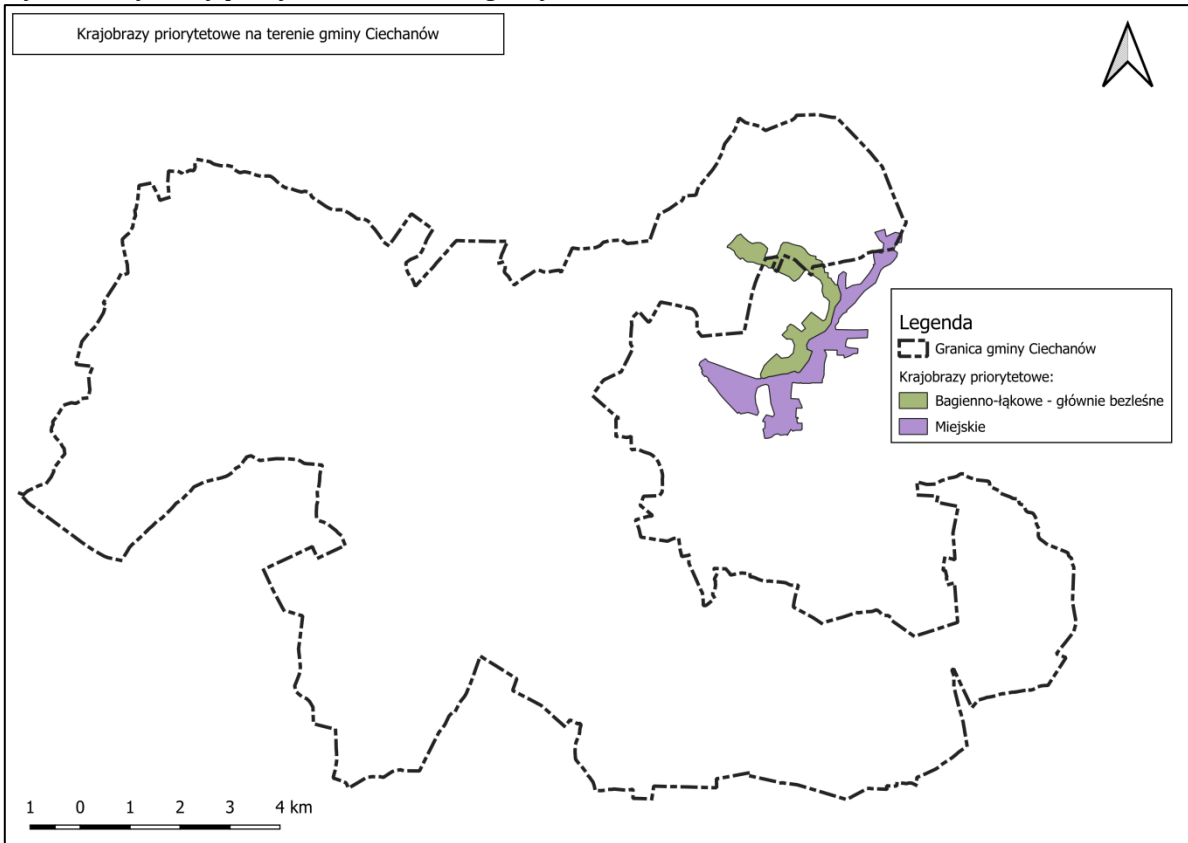 Krajobrazy priorytetowe na terenie gminy Ciechanów
Legenda
Granica gminy Ciechanów
Krajobrazy priorytetowe:
Bagienno-łąkowe - głównie bezleśne
Miejskie
1 0 1 2 3 4 km